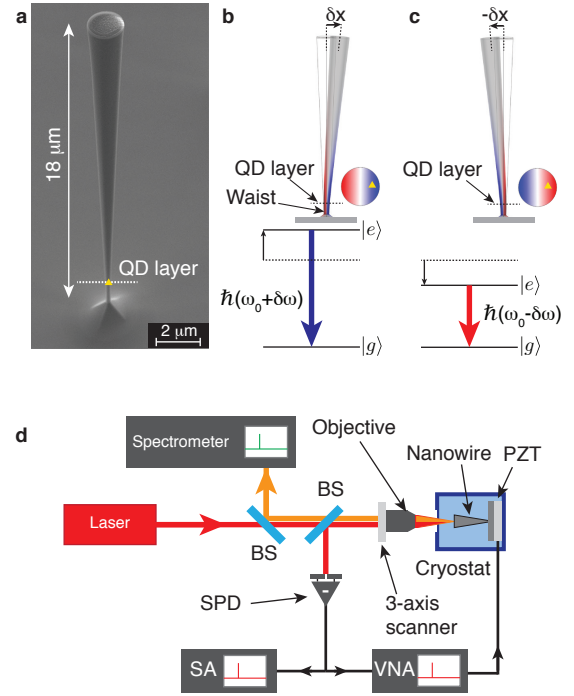 a
18 μm
QD layer
2 μm
b
δx
QD layer
Waist
|e⟩
ℏ(ω₀+δω)
|g⟩
c
-δx
QD layer
|e⟩
ℏ(ω₀-δω)
|g⟩
d
Spectrometer
Objective
Nanowire
PZT
BS
Laser
BS
Cryostat
SPD
3-axis
scanner
SA
VNA